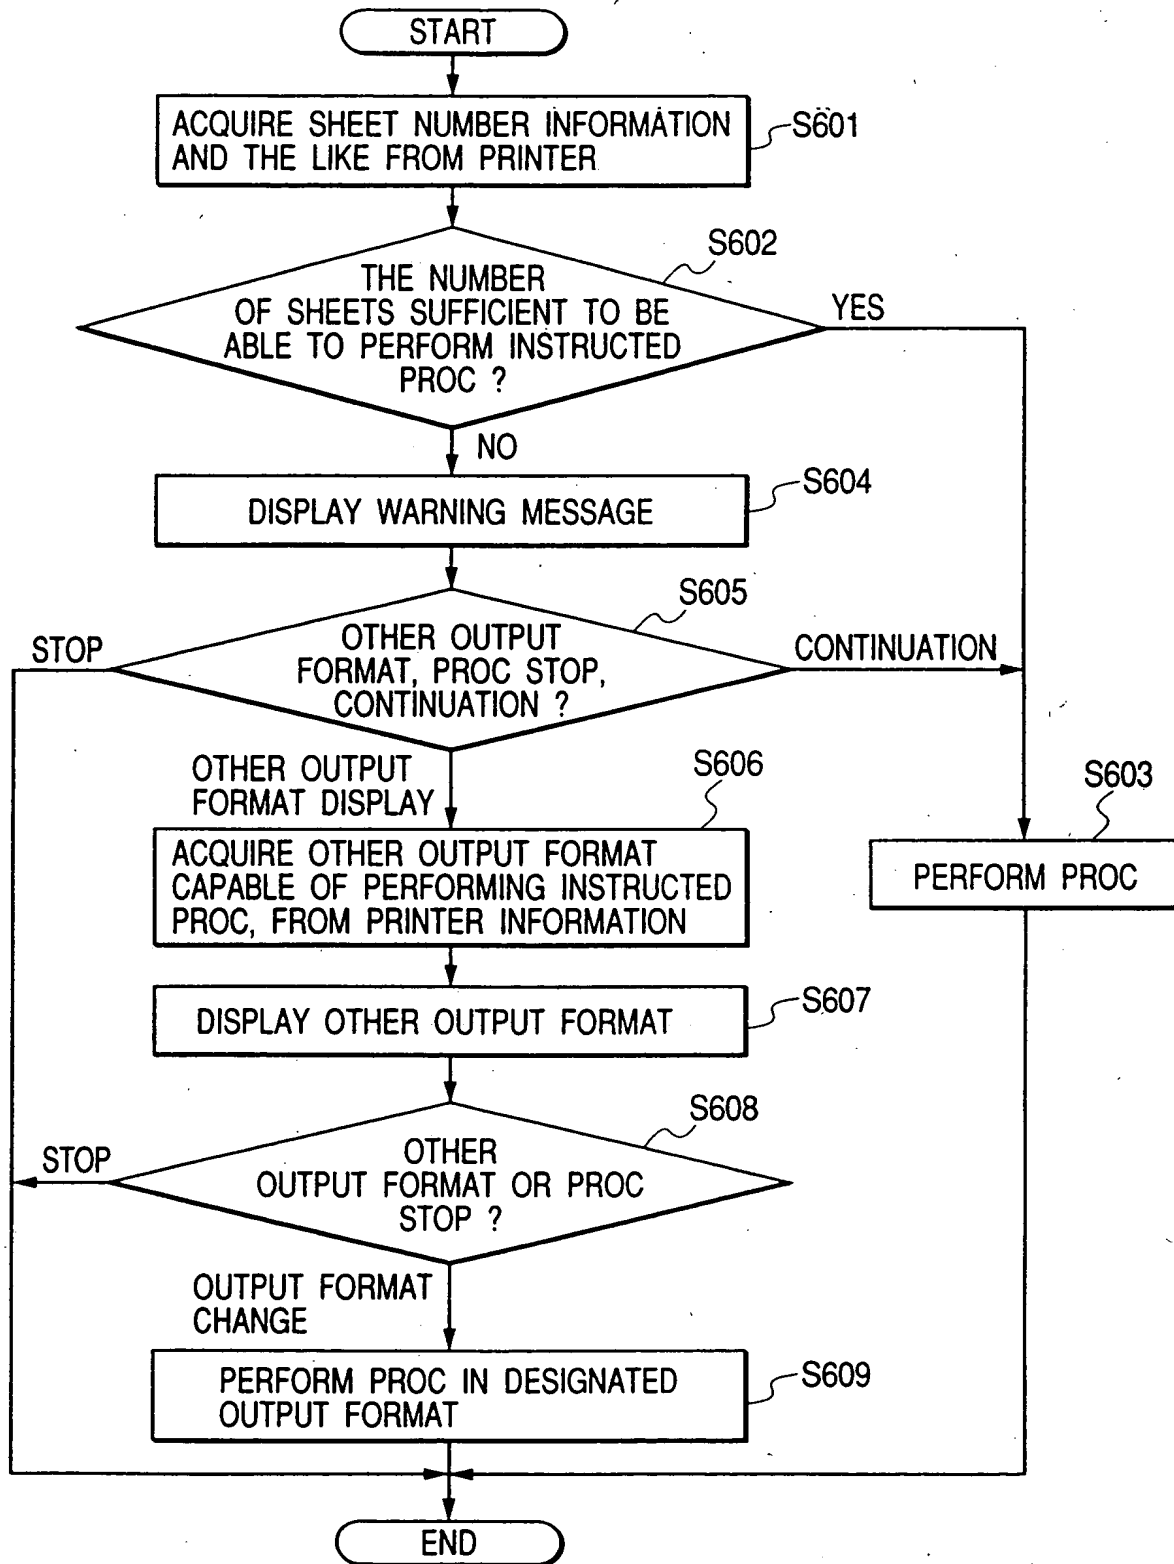 START
ACQUIRE SHEET NUMBER INFORMATION
AND THE LIKE FROM PRINTER
S601
S602
THE NUMBER
OF SHEETS SUFFICIENT TO BE
ABLE TO PERFORM INSTRUCTED
PROC ?
YES
NO
S604
DISPLAY WARNING MESSAGE
S605
STOP
OTHER OUTPUT
FORMAT, PROC STOP,
CONTINUATION ?
CONTINUATION
OTHER OUTPUT
FORMAT DISPLAY
S606
S603
ACQUIRE OTHER OUTPUT FORMAT
CAPABLE OF PERFORMING INSTRUCTED
PROC, FROM PRINTER INFORMATION
PERFORM PROC
S607
DISPLAY OTHER OUTPUT FORMAT
S608
STOP
OTHER
OUTPUT FORMAT OR PROC
STOP ?
OUTPUT FORMAT
CHANGE
S609
PERFORM PROC IN DESIGNATED
OUTPUT FORMAT
END